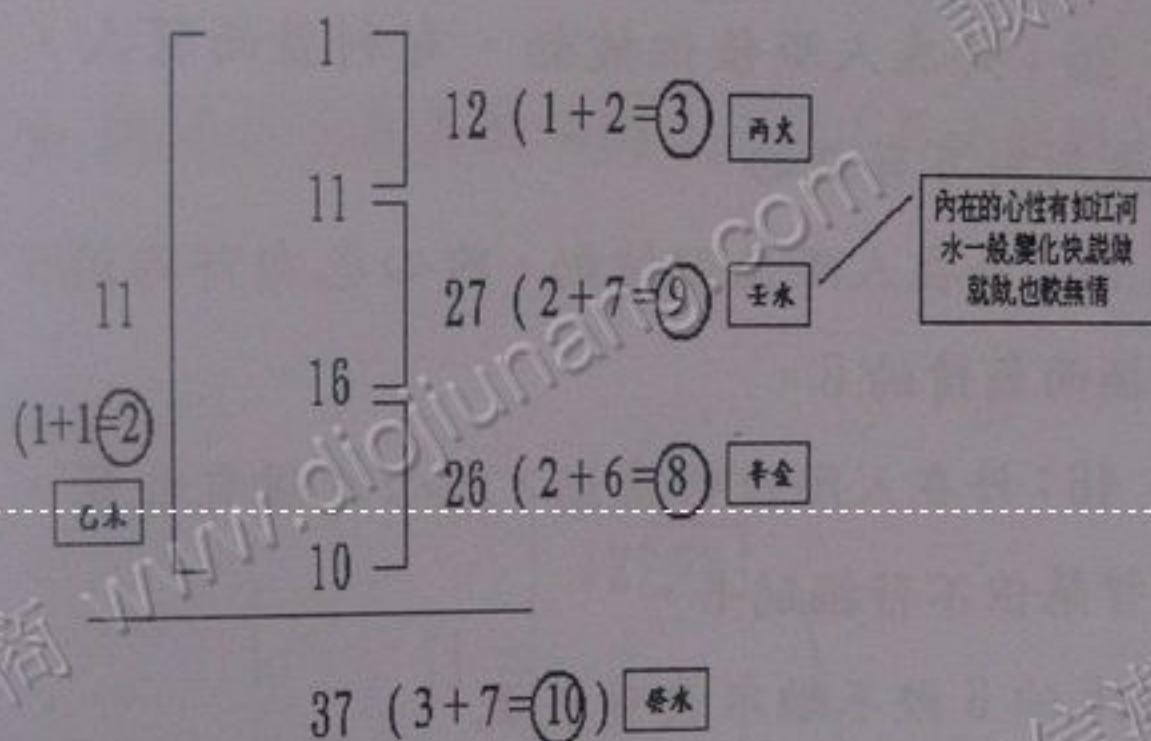 1
12 (1+2=3) 丙火
11
內在的心性有如江河
水一般,變化快,說做
就做,也較無情
11
27 (2+7=9) 壬水
16
(1+1=2)
26 (2+6=8) 辛金
乙木
10
37 (3+7=10) 癸水
www.diojiunang.com